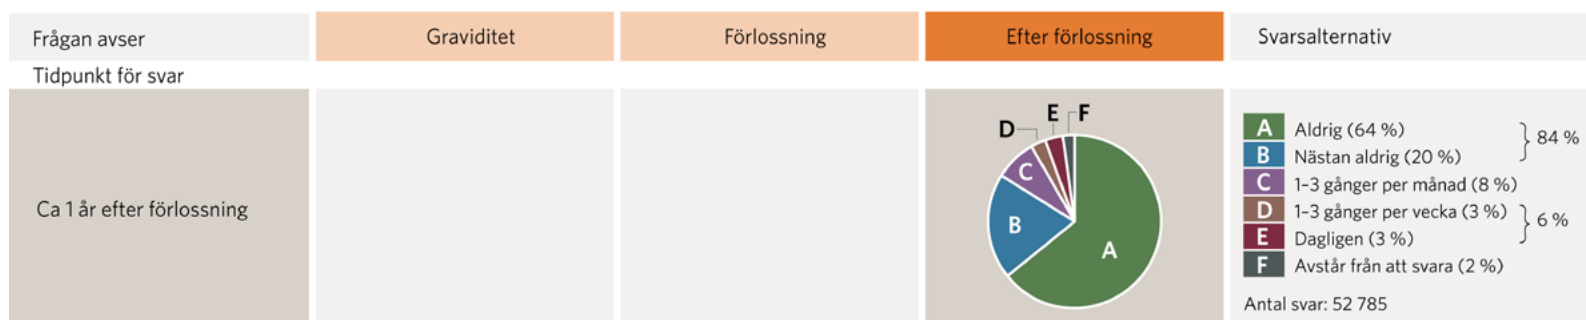 Frågan avser
Graviditet
Förlossning
Efter förlossning
Svarsalternativ
Tidpunkt för svar
Ca 1 år efter förlossning
A
B
C
D
E
F
A Aldrig (64 %)
B Nästan aldrig (20 %)
84 %
C 1–3 gånger per månad (8 %)
D 1–3 gånger per vecka (3 %)
E Dagligen (3 %)
6 %
F Avstår från att svara (2 %)
Antal svar: 52 785